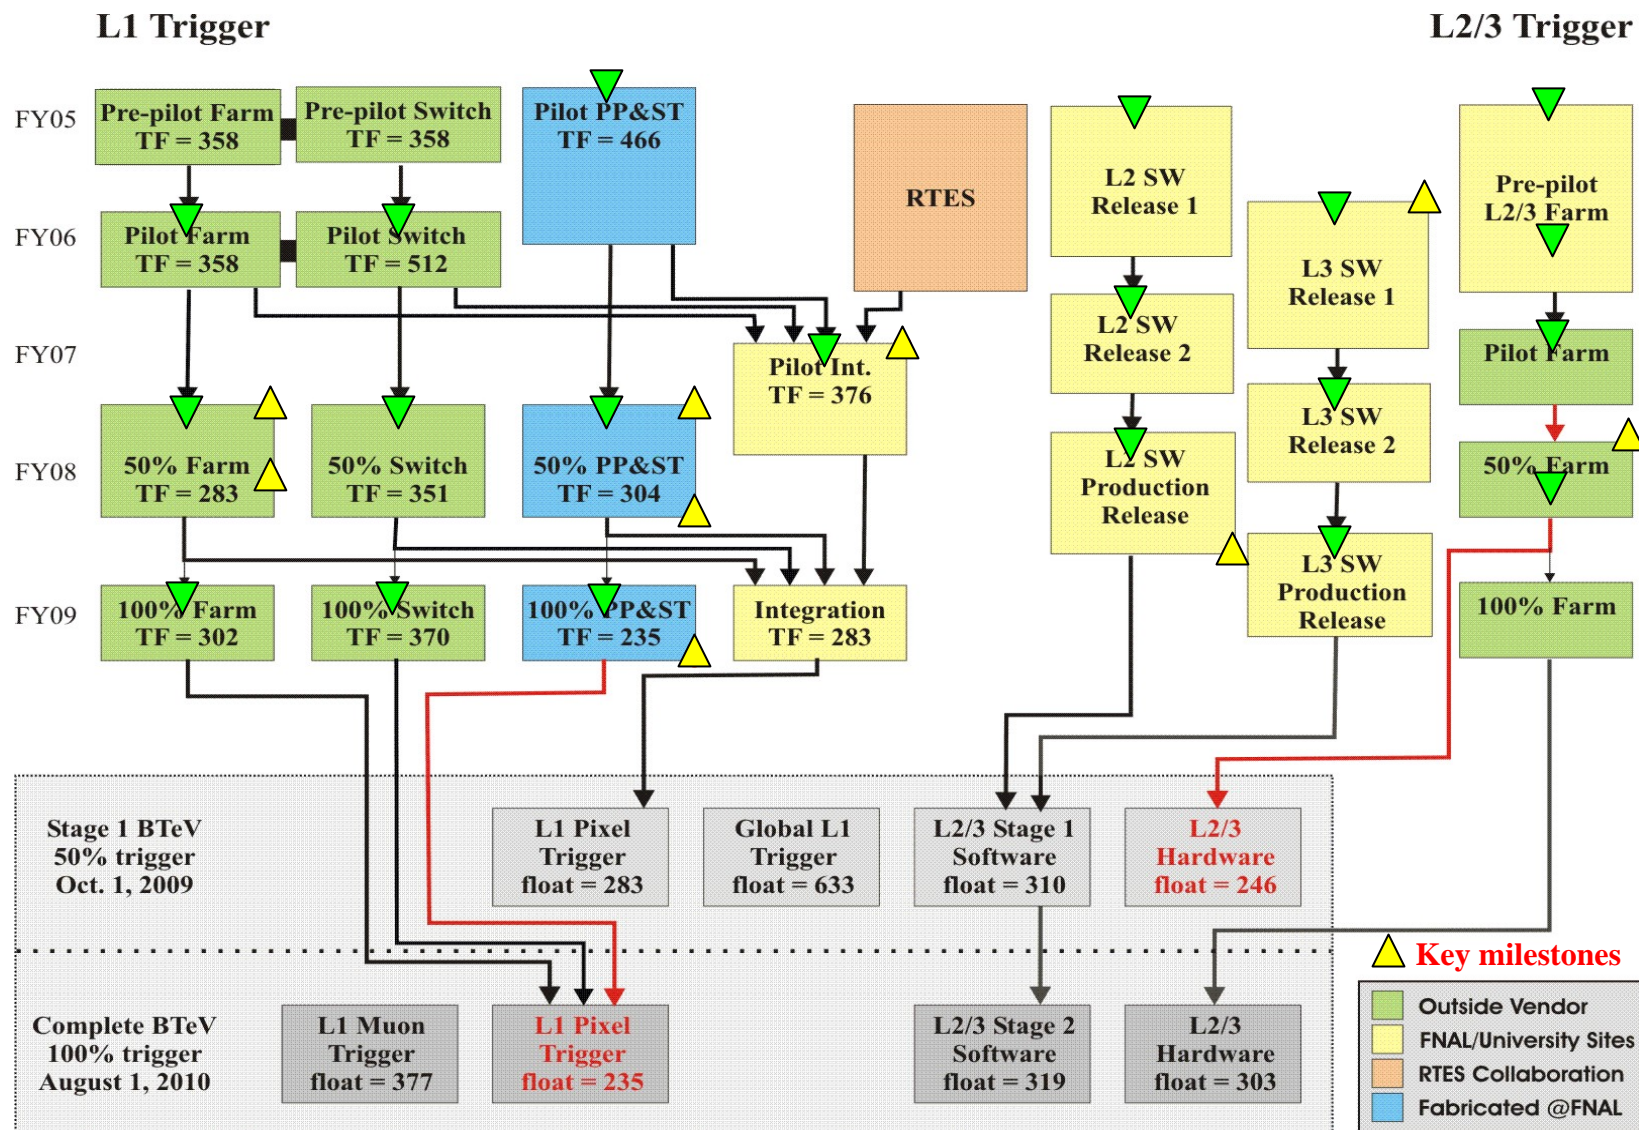 L1 Trigger
L2/3 Trigger
FY05
Pre-pilot Farm
TF = 358
Pre-pilot Switch
TF = 358
Pilot PP&ST
TF = 466
RTES
L2 SW
Release 1
Pre-pilot
L2/3 Farm
FY06
Pilot Farm
TF = 358
Pilot Switch
TF = 512
L3 SW
Release 1
FY07
Pilot Int.
TF = 376
L2 SW
Release 2
Pilot Farm
L3 SW
Release 2
FY08
50% Farm
TF = 283
50% Switch
TF = 351
50% PP&ST
TF = 304
L2 SW
Production
Release
50% Farm
L3 SW
Production
Release
FY09
100% Farm
TF = 302
100% Switch
TF = 370
100% PP&ST
TF = 235
Integration
TF = 283
100% Farm
Stage 1 BTeV
50% trigger
Oct. 1, 2009
L1 Pixel
Trigger
float = 283
Global L1
Trigger
float = 633
L2/3 Stage 1
Software
float = 310
L2/3
Hardware
float = 246
Complete BTeV
100% trigger
August 1, 2010
L1 Muon
Trigger
float = 377
L1 Pixel
Trigger
float = 235
L2/3 Stage 2
Software
float = 319
L2/3
Hardware
float = 303
Key milestones
Outside Vendor
FNAL/University Sites
RTES Collaboration
Fabricated @FNAL